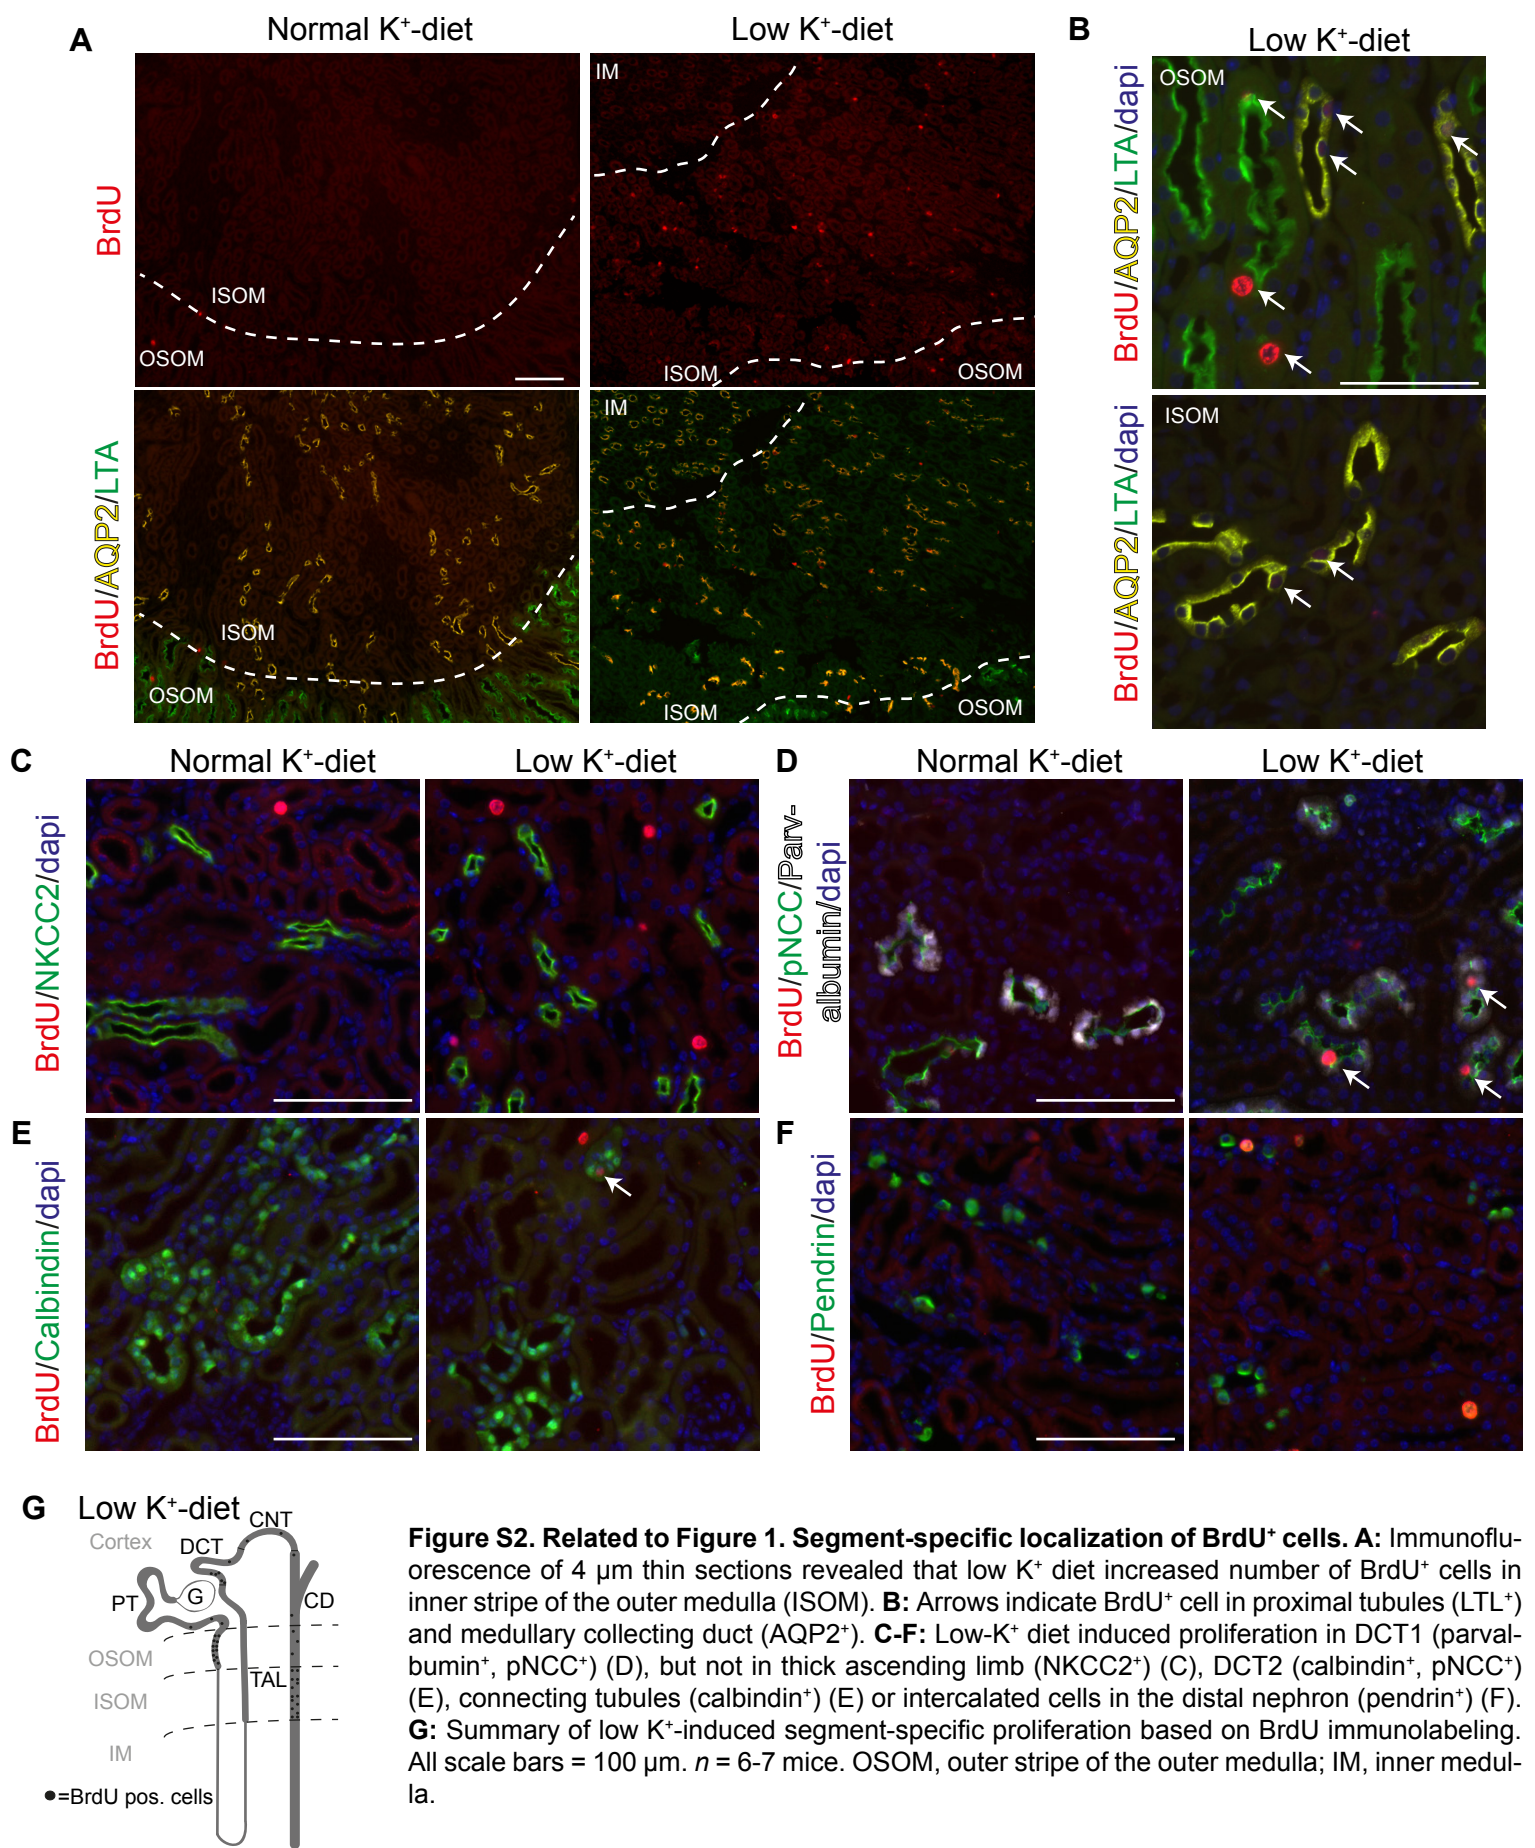 A
Normal K⁺-diet
Low K⁺-diet
BrdU
ISOM
OSOM
IM
ISOM
OSOM
BrdU/AQP2/LTA
ISOM
OSOM
IM
ISOM
OSOM
B
Low K⁺-diet
BrdU/AQP2/LTA/dapi
OSOM
BrdU/AQP2/LTA/dapi
ISOM
C
Normal K⁺-diet
Low K⁺-diet
BrdU/NKCC2/dapi
D
Normal K⁺-diet
Low K⁺-diet
BrdU/pNCC/Parv-
albumin/dapi
E
BrdU/Calbindin/dapi
F
BrdU/Pendrin/dapi
G
Low K⁺-diet
Cortex
CNT
DCT
PT
G
CD
OSOM
TAL
ISOM
IM
=BrdU pos. cells
Figure S2. Related to Figure 1. Segment-specific localization of BrdU⁺ cells. A: Immunoflu-
orescence of 4 μm thin sections revealed that low K⁺ diet increased number of BrdU⁺ cells in
inner stripe of the outer medulla (ISOM). B: Arrows indicate BrdU⁺ cell in proximal tubules (LTL⁺)
and medullary collecting duct (AQP2⁺). C-F: Low-K⁺ diet induced proliferation in DCT1 (parval-
bumin⁺, pNCC⁺) (D), but not in thick ascending limb (NKCC2⁺) (C), DCT2 (calbindin⁺, pNCC⁺)
(E), connecting tubules (calbindin⁺) (E) or intercalated cells in the distal nephron (pendrin⁺) (F).
G: Summary of low K⁺-induced segment-specific proliferation based on BrdU immunolabeling.
All scale bars = 100 μm. n = 6-7 mice. OSOM, outer stripe of the outer medulla; IM, inner medul-
la.